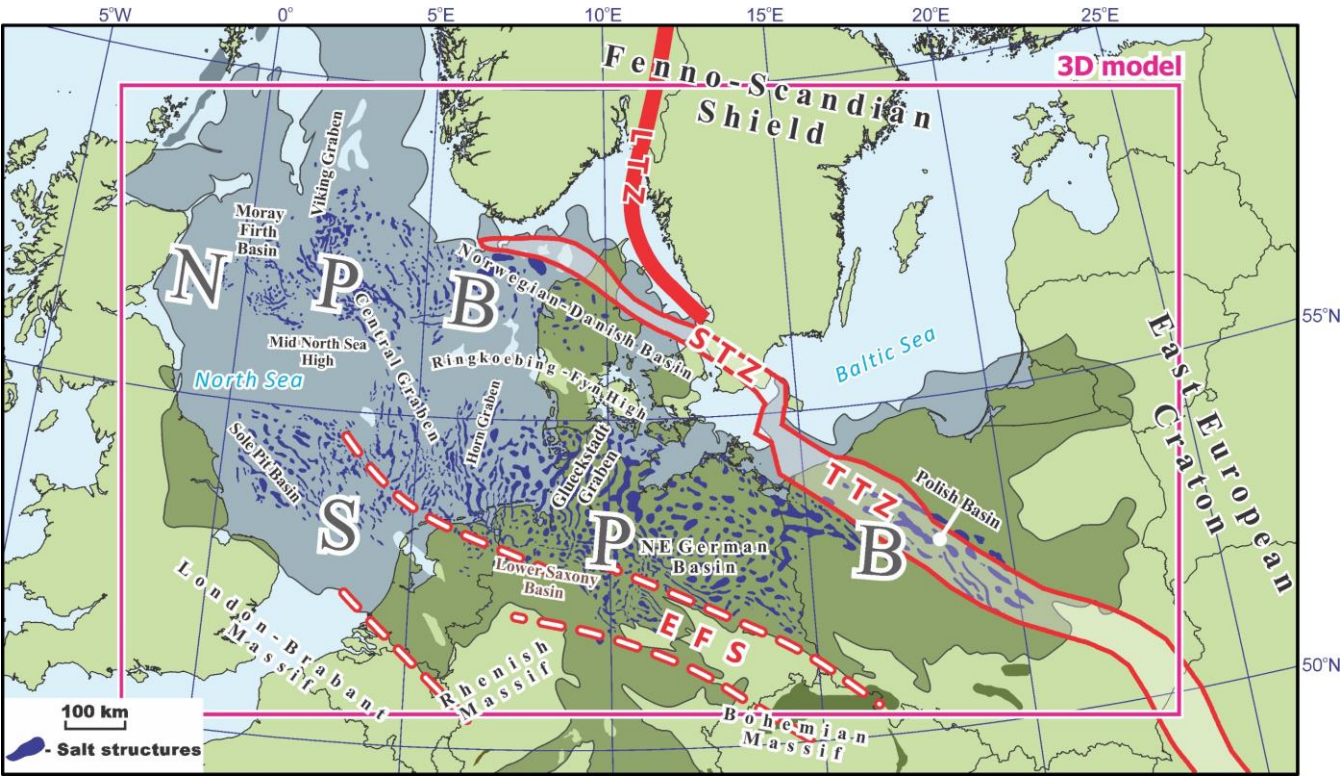 5°W 0° 5°E 10°E 15°E 20°E 25°E
Fenno-Scandian
Shield
3D model
LTZ
Viking Graben
Moray
Firth
Basin
N P B
Norwegian-Danish Basin
STZ
55°N
Central Graben
Mid North Sea
High
Ringkoebing-Fyn High
North Sea
Baltic Sea
East European
Craton
Horn Graben
Sole Pit Basin
Glueckstadt
Graben
TTZ
Polish Basin
S P B
NE German
Basin
Lower Saxony
Basin
EFS
London-Brabant
Massif
Rhenish
Massif
Bohemian
Massif
50°N
100 km
- Salt structures